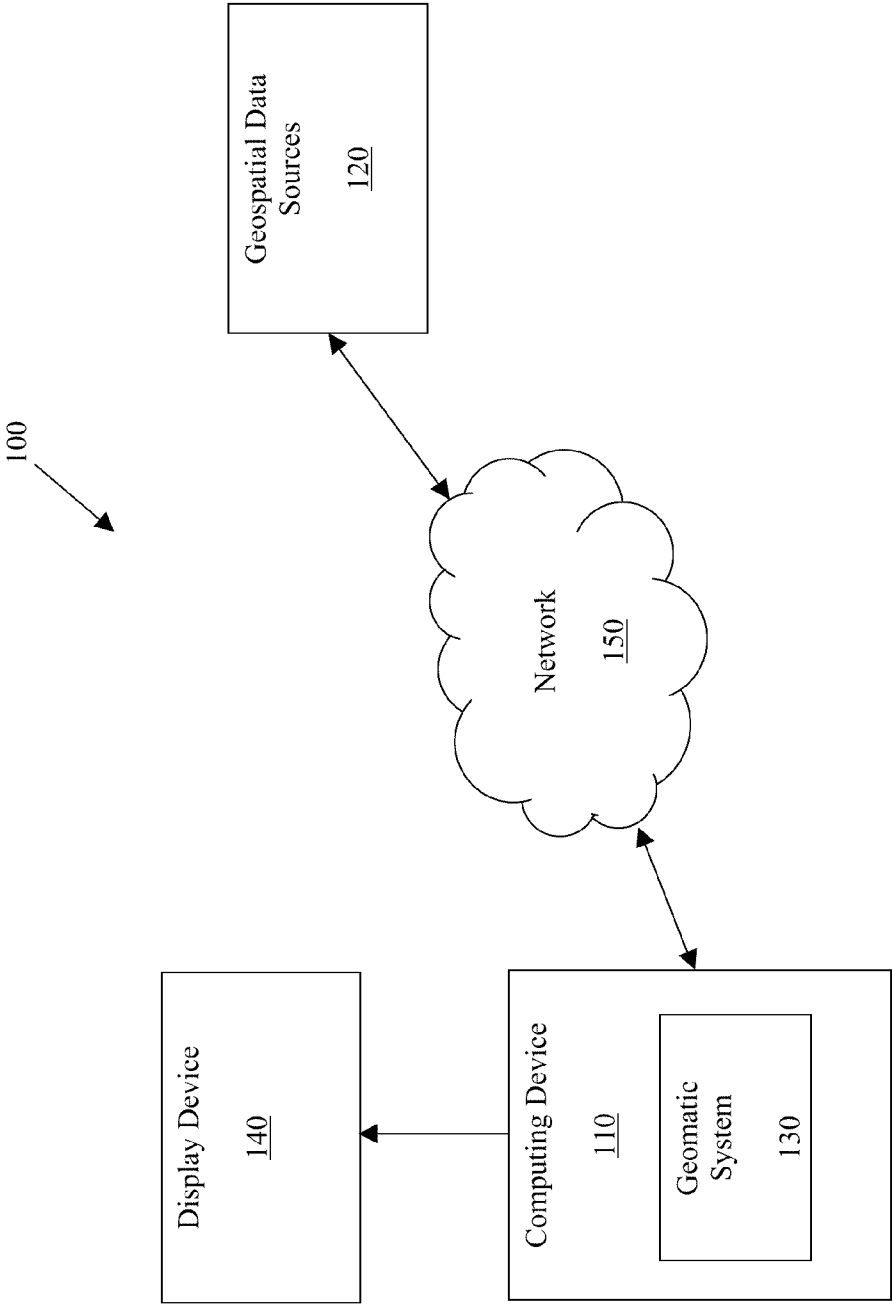 100
Display Device
140
Geospatial Data
Sources
120
Network
150
Computing Device
110
Geomatic
System
130